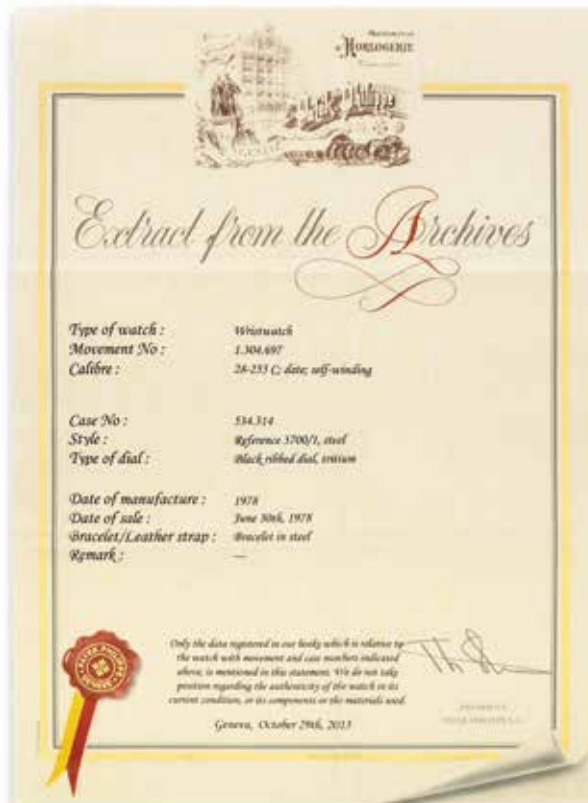 HORLOGERIE
Extract from the Archives
Type of watch : Wristwatch
Movement No : 1.304.697
Calibre : 28-255 C; date; self-winding
Case No : 534.314
Style : Reference 3700/1, steel
Type of dial : Black ribbed dial, tritium
Date of manufacture : 1978
Date of sale : June 30th, 1978
Bracelet/Leather strap : Bracelet in steel
Remark : —
PATEK PHILIPPE
GENEVE
Only the data registered in our books which is relative to
the watch with movement and case numbers indicated
above, is mentioned in this statement. We do not take
position regarding the authenticity of the watch in its
current condition, or its components or the materials used.
Geneva, October 29th, 2013